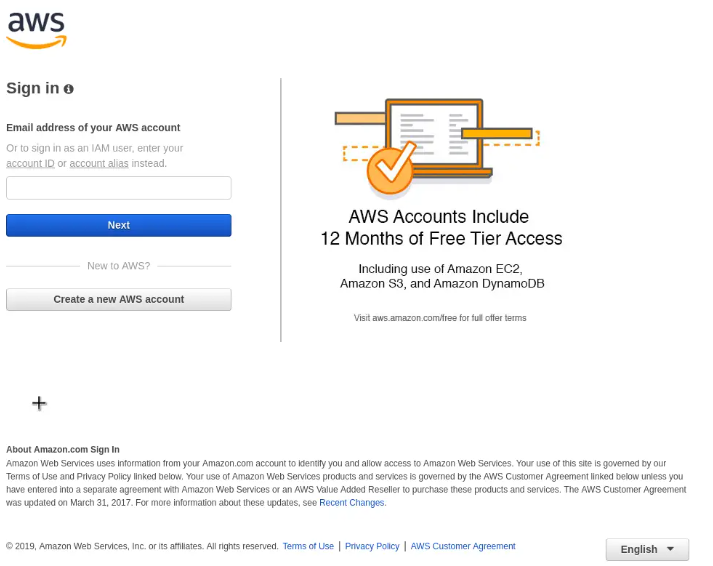 aws
Sign in
Email address of your AWS account
Or to sign in as an IAM user, enter your
account ID or account alias instead.
Next
New to AWS?
Create a new AWS account
AWS Accounts Include
12 Months of Free Tier Access
Including use of Amazon EC2,
Amazon S3, and Amazon DynamoDB
Visit aws.amazon.com/free for full offer terms
About Amazon.com Sign In
Amazon Web Services uses information from your Amazon.com account to identify you and allow access to Amazon Web Services. Your use of this site is governed by our
Terms of Use and Privacy Policy linked below. Your use of Amazon Web Services products and services is governed by the AWS Customer Agreement linked below unless you
have entered into a separate agreement with Amazon Web Services or an AWS Value Added Reseller to purchase these products and services. The AWS Customer Agreement
was updated on March 31, 2017. For more information about these updates, see Recent Changes.
© 2019, Amazon Web Services, Inc. or its affiliates. All rights reserved. Terms of Use | Privacy Policy | AWS Customer Agreement
English